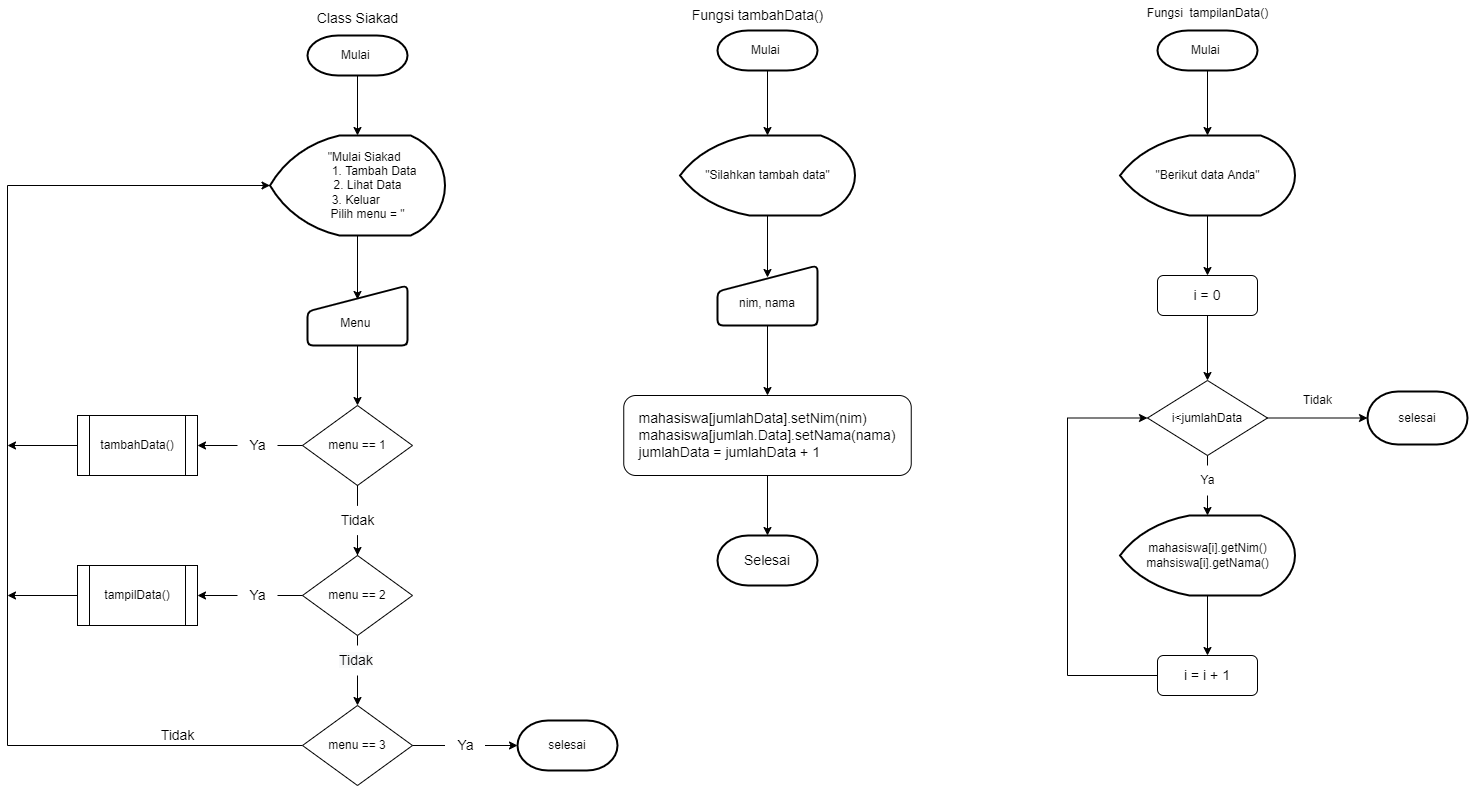 Class Siakad
Mulai
"Mulai Siakad
1. Tambah Data
2. Lihat Data
3. Keluar
Pilih menu = "
Menu
menu == 1
Ya
tambahData()
Tidak
menu == 2
Ya
tampilData()
Tidak
menu == 3
Tidak
Ya
selesai
Fungsi tambahData()
Mulai
"Silahkan tambah data"
nim, nama
mahasiswa[jumlahData].setNim(nim)
mahasiswa[jumlah.Data].setNama(nama)
jumlahData = jumlahData + 1
Selesai
Fungsi tampilanData()
Mulai
"Berikut data Anda"
i = 0
i<jumlahData
Tidak
selesai
Ya
mahasiswa[i].getNim()
mahsiswa[i].getNama()
i = i + 1